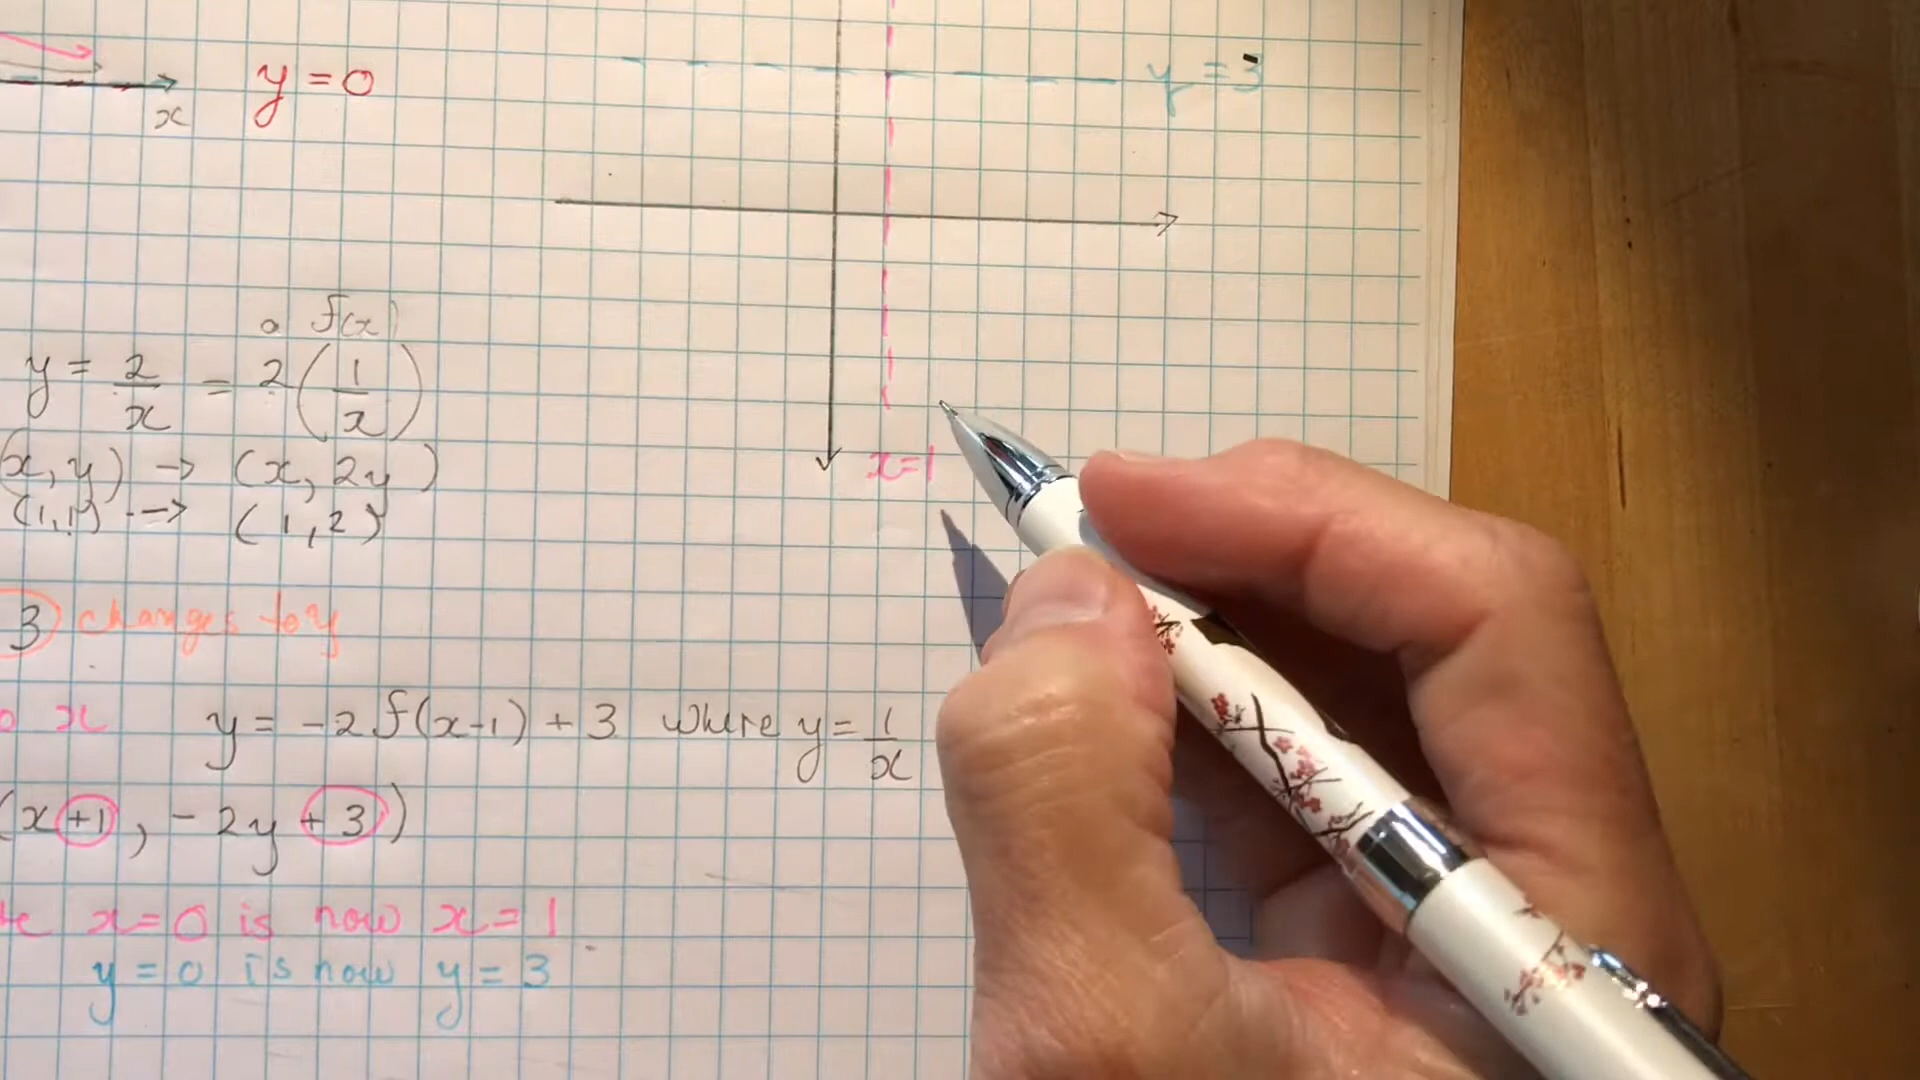 y = 0
x
y = 3
a f(x)
y = 2/x = 2(1/x)
(x, y) → (x, 2y)
(1,1) → (1,2)
x=1
3 changes to y
x
y = -2f(x-1) + 3 where y = 1/x
(x+1, -2y +3)
x=0 is now x=1
y=0 is now y=3